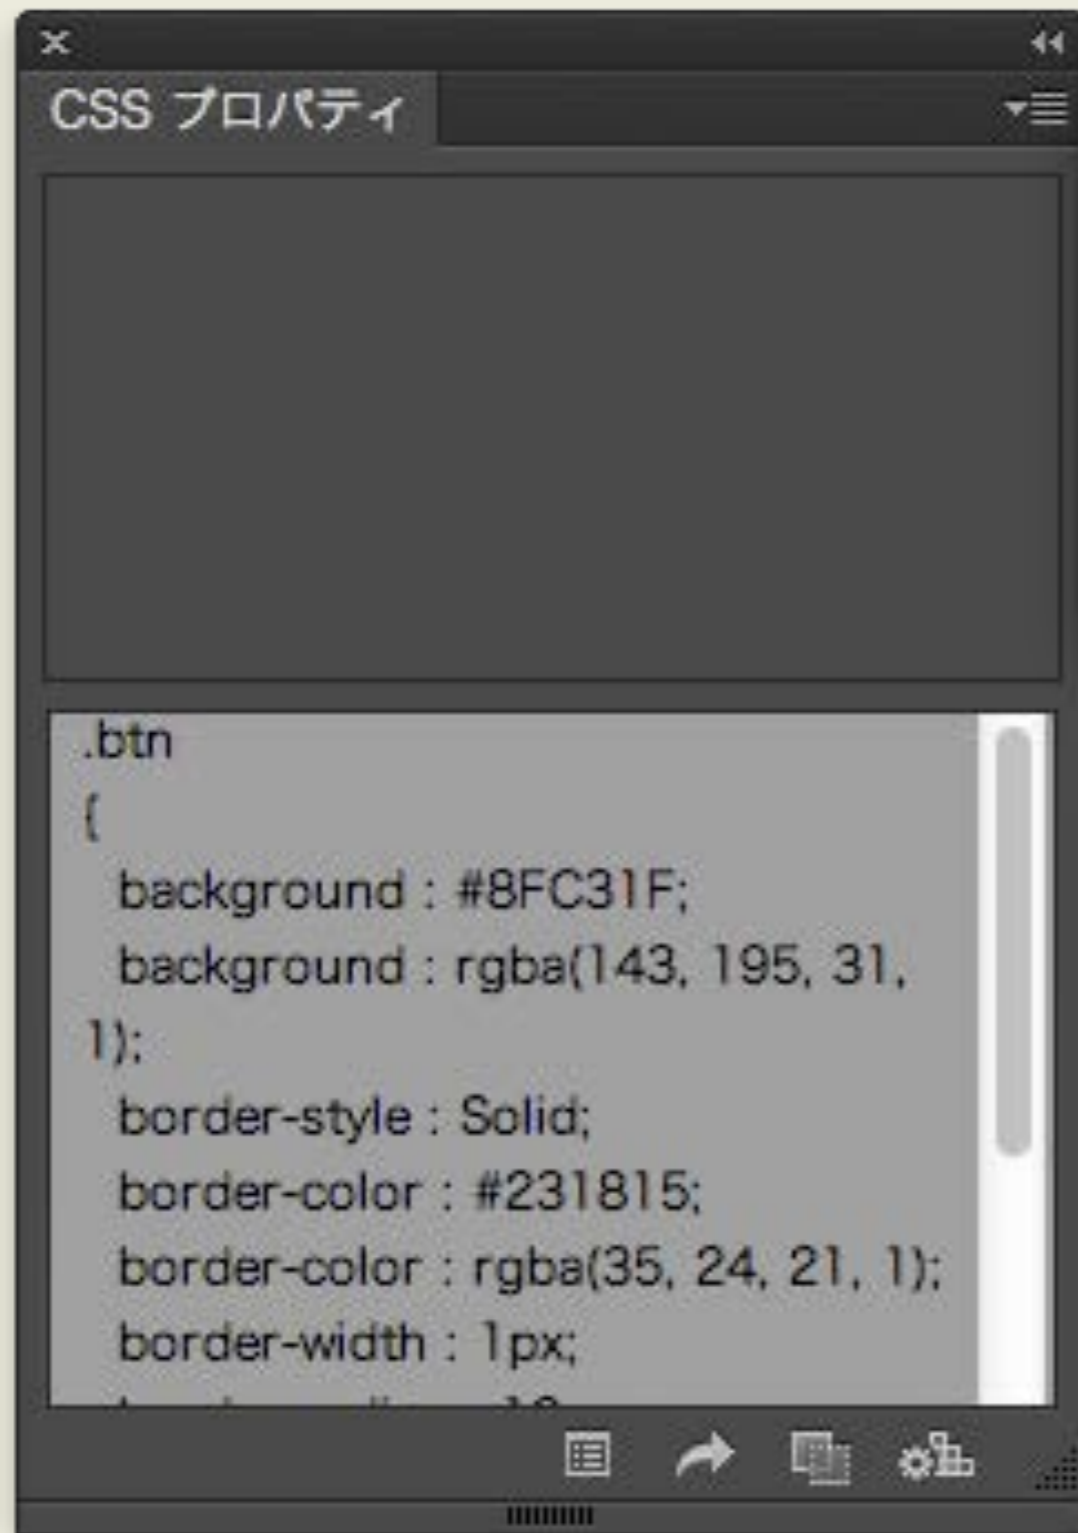 CSS プロパティ
.btn
{
background : #8FC31F;
background : rgba(143, 195, 31,
1);
border-style : Solid;
border-color : #231815;
border-color : rgba(35, 24, 21, 1);
border-width : 1px;